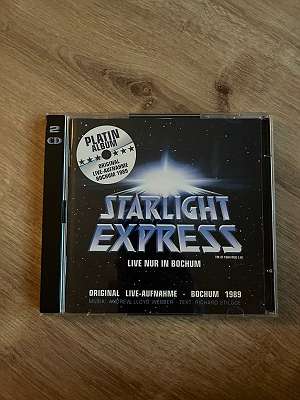 2
CD
PLATIN
ALBUM
ORIGINAL
LIVE-AUFNAHME
BOCHUM 1989
STARLIGHT
EXPRESS
LIVE NUR IN BOCHUM
ORIGINAL LIVE-AUFNAHME - BOCHUM 1989
MUSIK: ANDREW LLOYD WEBBER - TEXT: RICHARD STILGOE